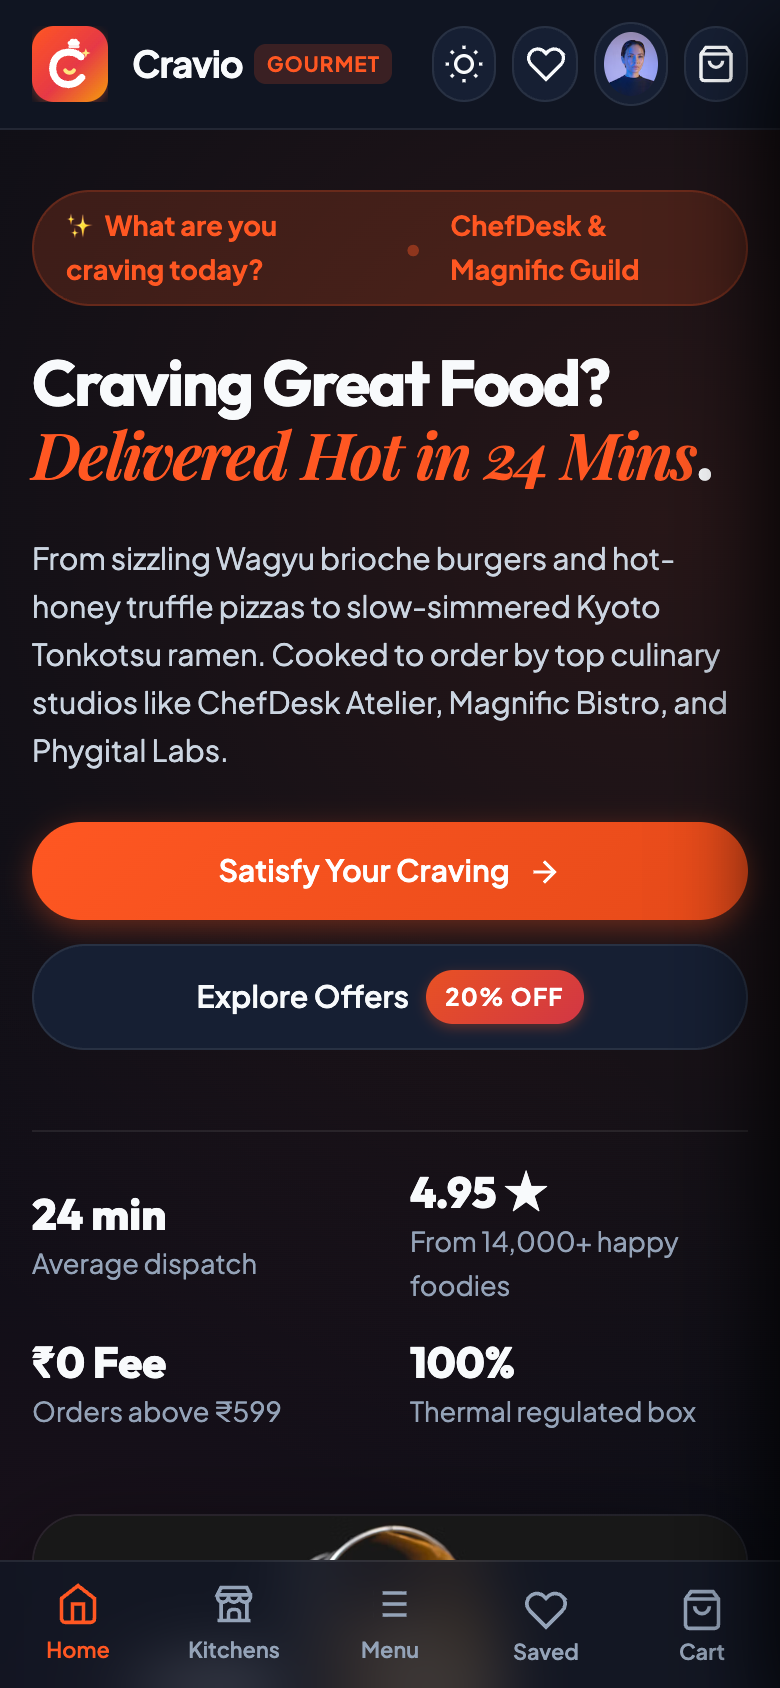 Cravio GOURMET
✨ What are you
craving today?
•
ChefDesk &
Magnific Guild
Craving Great Food?
Delivered Hot in 24 Mins.
From sizzling Wagyu brioche burgers and hot-
honey truffle pizzas to slow-simmered Kyoto
Tonkotsu ramen. Cooked to order by top culinary
studios like ChefDesk Atelier, Magnific Bistro, and
Phygital Labs.
Satisfy Your Craving →
Explore Offers 20% OFF
24 min
Average dispatch
4.95 ★
From 14,000+ happy
foodies
₹0 Fee
Orders above ₹599
100%
Thermal regulated box
Home
Kitchens
Menu
Saved
Cart